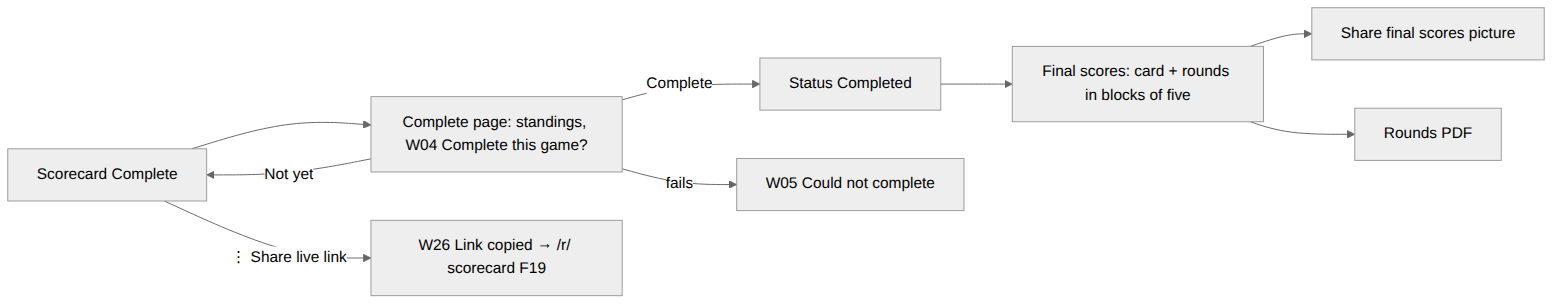 Scorecard Complete
Complete page: standings,
W04 Complete this game?
Not yet
⋮ Share live link
W26 Link copied → /r/
scorecard F19
Complete
Status Completed
fails
W05 Could not complete
Final scores: card + rounds
in blocks of five
Share final scores picture
Rounds PDF